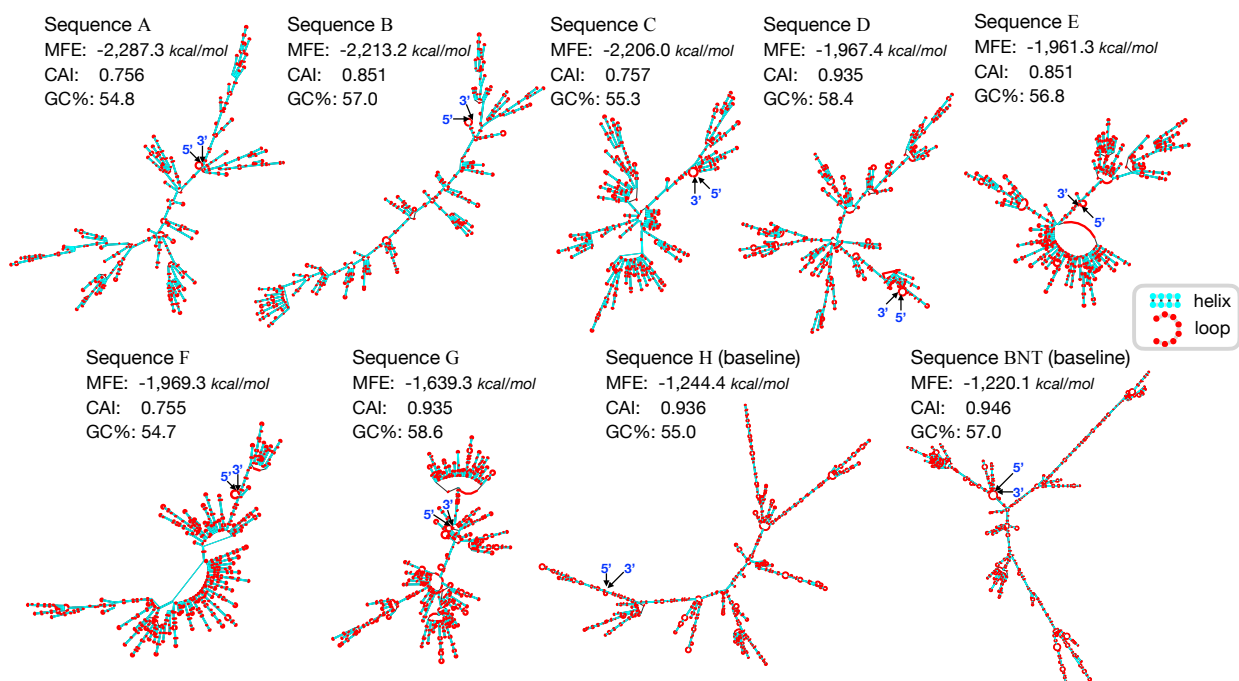 Sequence A
MFE: -2,287.3 kcal/mol
CAI: 0.756
GC%: 54.8
5' 3'
Sequence B
MFE: -2,213.2 kcal/mol
CAI: 0.851
GC%: 57.0
3'
5'
Sequence C
MFE: -2,206.0 kcal/mol
CAI: 0.757
GC%: 55.3
3' 5'
Sequence D
MFE: -1,967.4 kcal/mol
CAI: 0.935
GC%: 58.4
3' 5'
Sequence E
MFE: -1,961.3 kcal/mol
CAI: 0.851
GC%: 56.8
3'
5'
helix
loop
Sequence F
MFE: -1,969.3 kcal/mol
CAI: 0.755
GC%: 54.7
5' 3'
Sequence G
MFE: -1,639.3 kcal/mol
CAI: 0.935
GC%: 58.6
3'
5'
Sequence H (baseline)
MFE: -1,244.4 kcal/mol
CAI: 0.936
GC%: 55.0
5' 3'
Sequence BNT (baseline)
MFE: -1,220.1 kcal/mol
CAI: 0.946
GC%: 57.0
5'
3'